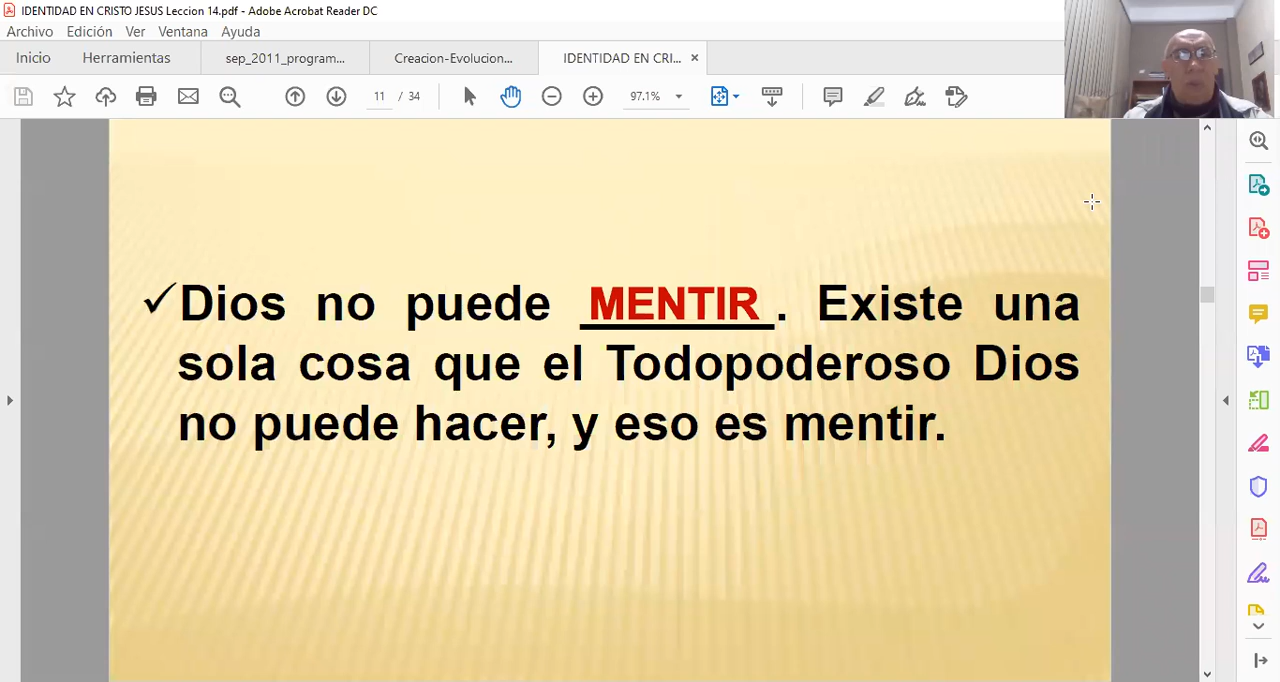 IDENTIDAD EN CRISTO JESUS Leccion 14.pdf - Adobe Acrobat Reader DC
Archivo Edición Ver Ventana Ayuda
Inicio Herramientas sep_2011_program... Creacion-Evolucion... IDENTIDAD EN CRI... ×
11 / 34 97.1%
✓Dios no puede MENTIR. Existe una
sola cosa que el Todopoderoso Dios
no puede hacer, y eso es mentir.